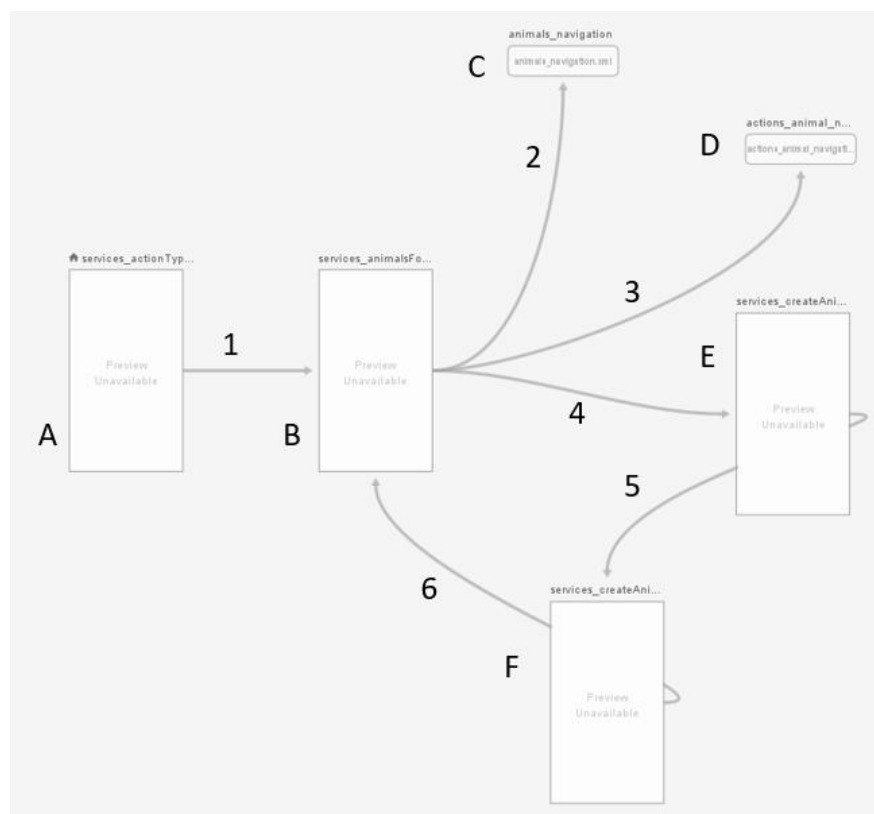 animals_navigation
C
animals_navigation.xml
actions_animal_n...
D
actions_animal_navigati...
2
services_actionTyp...
services_animalsFo...
3
services_createAni...
1
Preview
Unavailable
Preview
Unavailable
E
4
Preview
Unavailable
A
B
5
6
services_createAni...
F
Preview
Unavailable